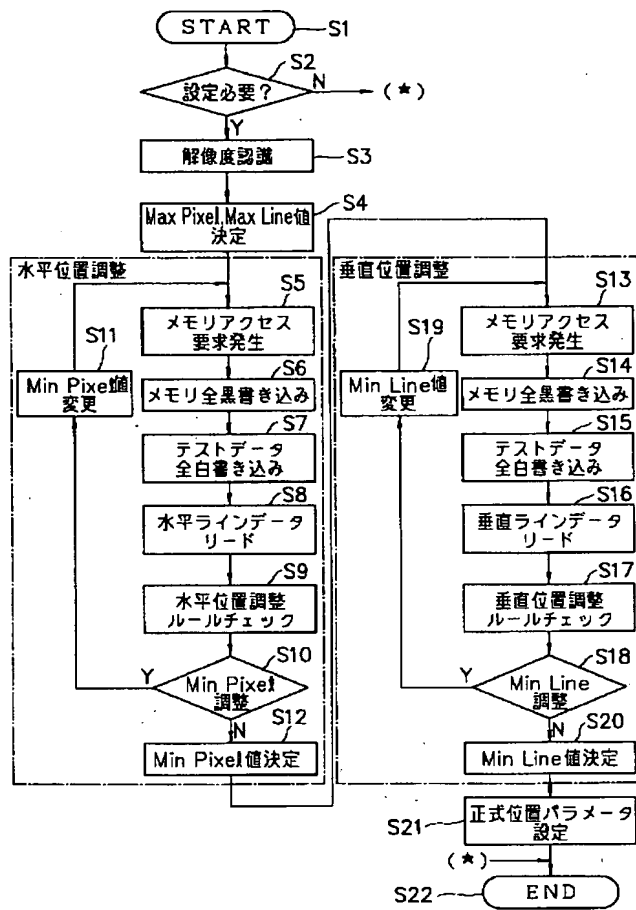 START
S1
S2
設定必要?
N
(*)
Y
解像度認識
S3
S4
Max Pixel,Max Line値
決定
水平位置調整
S5
メモリアクセス
要求発生
S11
Min Pixel値
変更
S6
メモリ全黒書き込み
S7
テストデータ
全白書き込み
S8
水平ラインデータ
リード
S9
水平位置調整
ルールチェック
S10
Y
Min Pixel
調整
N
S12
Min Pixel値決定
垂直位置調整
S13
メモリアクセス
要求発生
S19
Min Line値
変更
S14
メモリ全黒書き込み
S15
テストデータ
全白書き込み
S16
垂直ラインデータ
リード
S17
垂直位置調整
ルールチェック
S18
Y
Min Line
調整
N
S20
Min Line値決定
S21
正式位置パラメータ
設定
(*)
S22
END